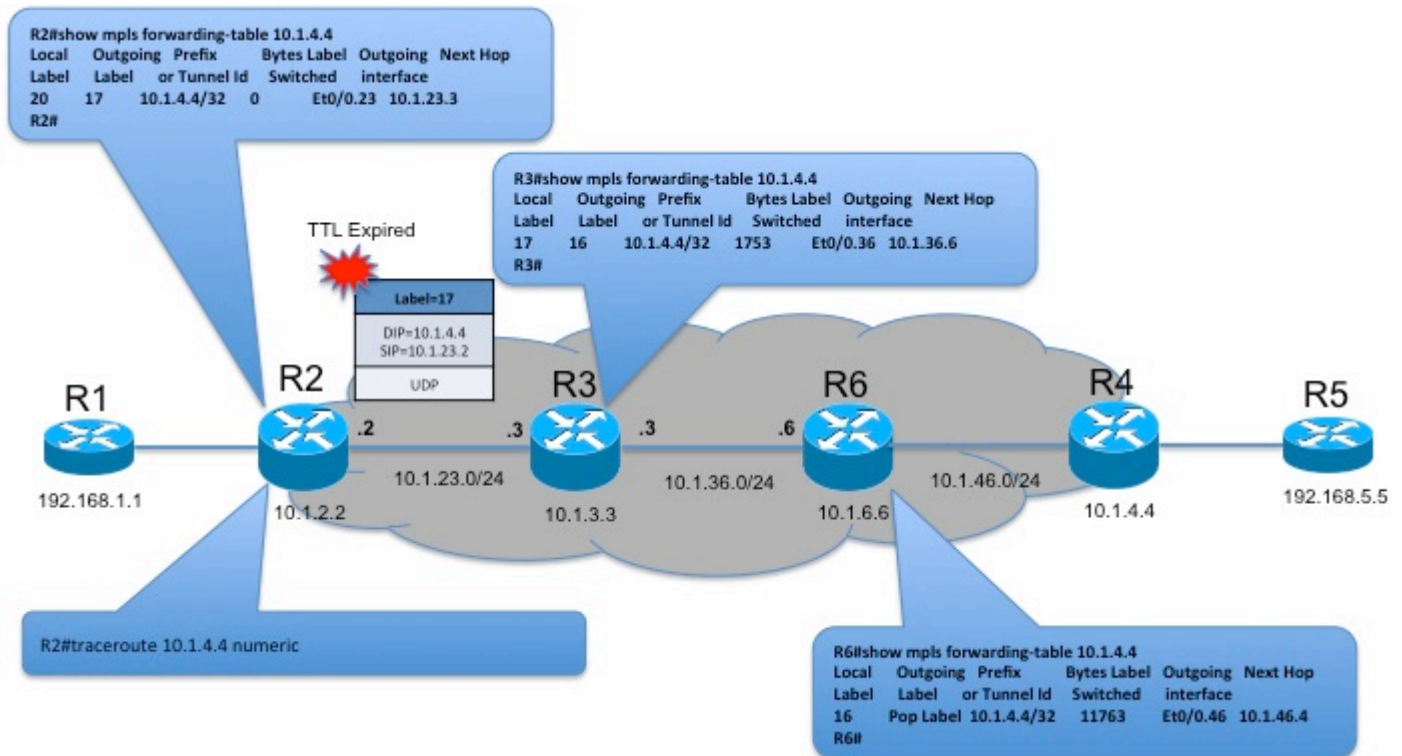 R2#show mpls forwarding-table 10.1.4.4
Local Outgoing Prefix Bytes Label Outgoing Next Hop
Label Label or Tunnel Id Switched interface
20 17 10.1.4.4/32 0 Et0/0.23 10.1.23.3
R2#
R3#show mpls forwarding-table 10.1.4.4
Local Outgoing Prefix Bytes Label Outgoing Next Hop
Label Label or Tunnel Id Switched interface
17 16 10.1.4.4/32 1753 Et0/0.36 10.1.36.6
R3#
TTL Expired
Label=17
DIP=10.1.4.4
SIP=10.1.23.2
UDP
R1
R2
R3
R6
R4
R5
.2
.3
.3
.6
10.1.23.0/24
10.1.36.0/24
10.1.46.0/24
192.168.1.1
10.1.2.2
10.1.3.3
10.1.6.6
10.1.4.4
192.168.5.5
R2#traceroute 10.1.4.4 numeric
R6#show mpls forwarding-table 10.1.4.4
Local Outgoing Prefix Bytes Label Outgoing Next Hop
Label Label or Tunnel Id Switched interface
16 Pop Label 10.1.4.4/32 11763 Et0/0.46 10.1.46.4
R6#